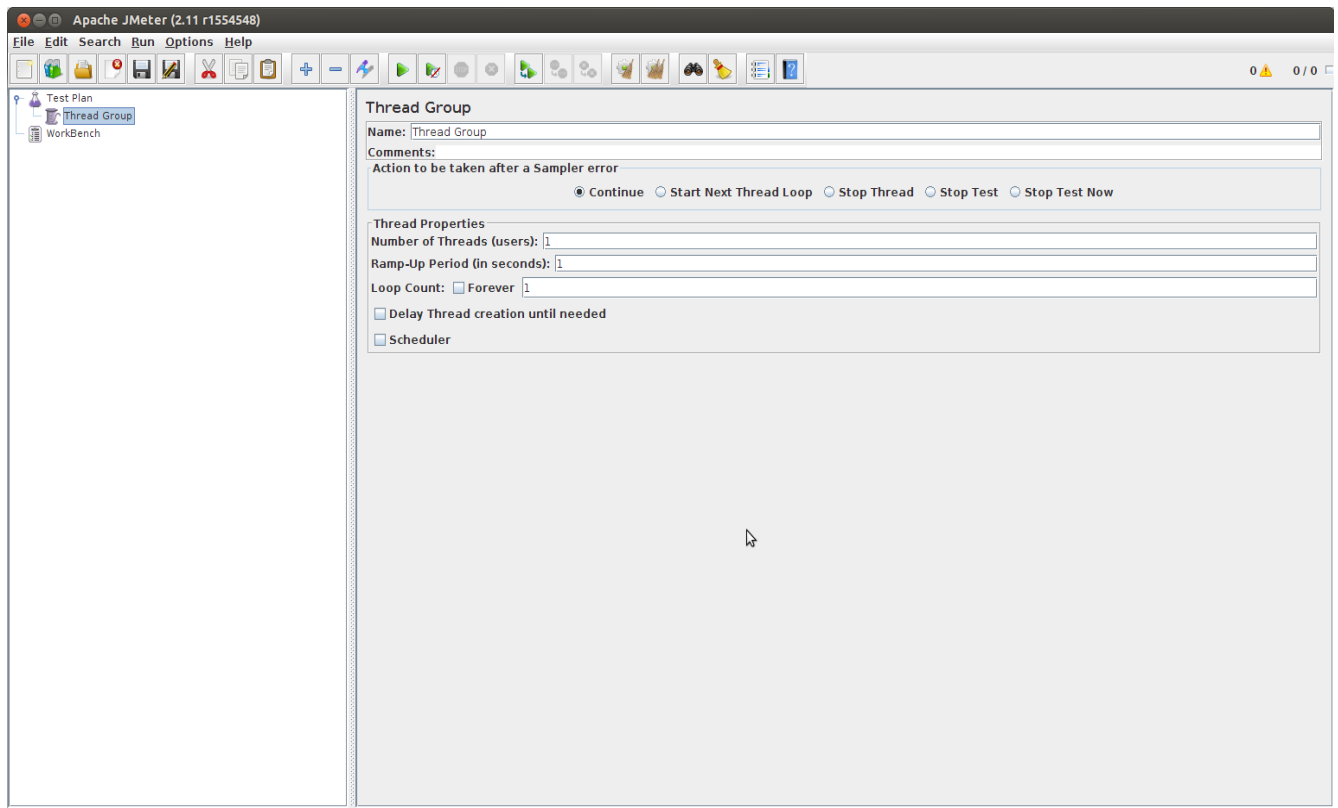 Apache JMeter (2.11 r1554548)
File Edit Search Run Options Help
0 0 / 0
Test Plan
Thread Group
WorkBench
Thread Group
Name: Thread Group
Comments:
Action to be taken after a Sampler error
Continue Start Next Thread Loop Stop Thread Stop Test Stop Test Now
Thread Properties
Number of Threads (users): 1
Ramp-Up Period (in seconds): 1
Loop Count: Forever 1
Delay Thread creation until needed
Scheduler